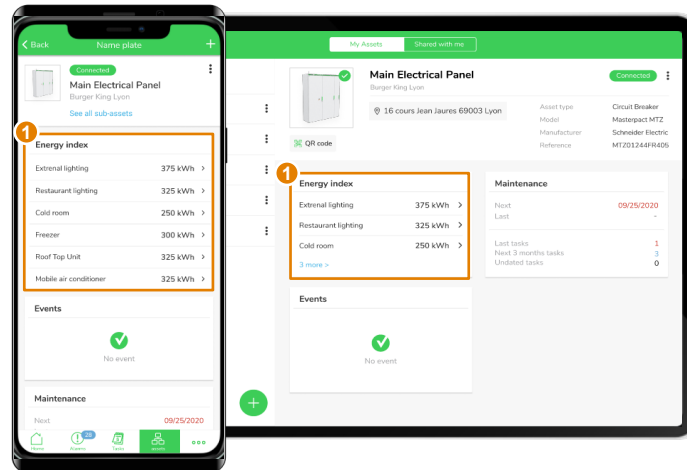 Back Name plate +
Connected
Main Electrical Panel
Burger King Lyon
See all sub-assets
1
Energy index
Extrenal lighting 375 kWh >
Restaurant lighting 325 kWh >
Cold room 250 kWh >
Freezer 300 kWh >
Roof Top Unit 325 kWh >
Mobile air conditioner 325 kWh >
Events
No event
Maintenance
Next 09/25/2020
Home 28 Alarms Tasks assets
My Assets Shared with me
Main Electrical Panel Connected
Burger King Lyon
16 cours Jean Jaures 69003 Lyon
QR code
Asset type Circuit Breaker
Model Masterpact MTZ
Manufacturer Schneider Electric
Reference MTZ01244FR405
1
Energy index
Extrenal lighting 375 kWh >
Restaurant lighting 325 kWh >
Cold room 250 kWh >
3 more >
Events
No event
Maintenance
Next 09/25/2020
Last -
Last tasks 1
Next 3 months tasks 3
Undated tasks 0
+